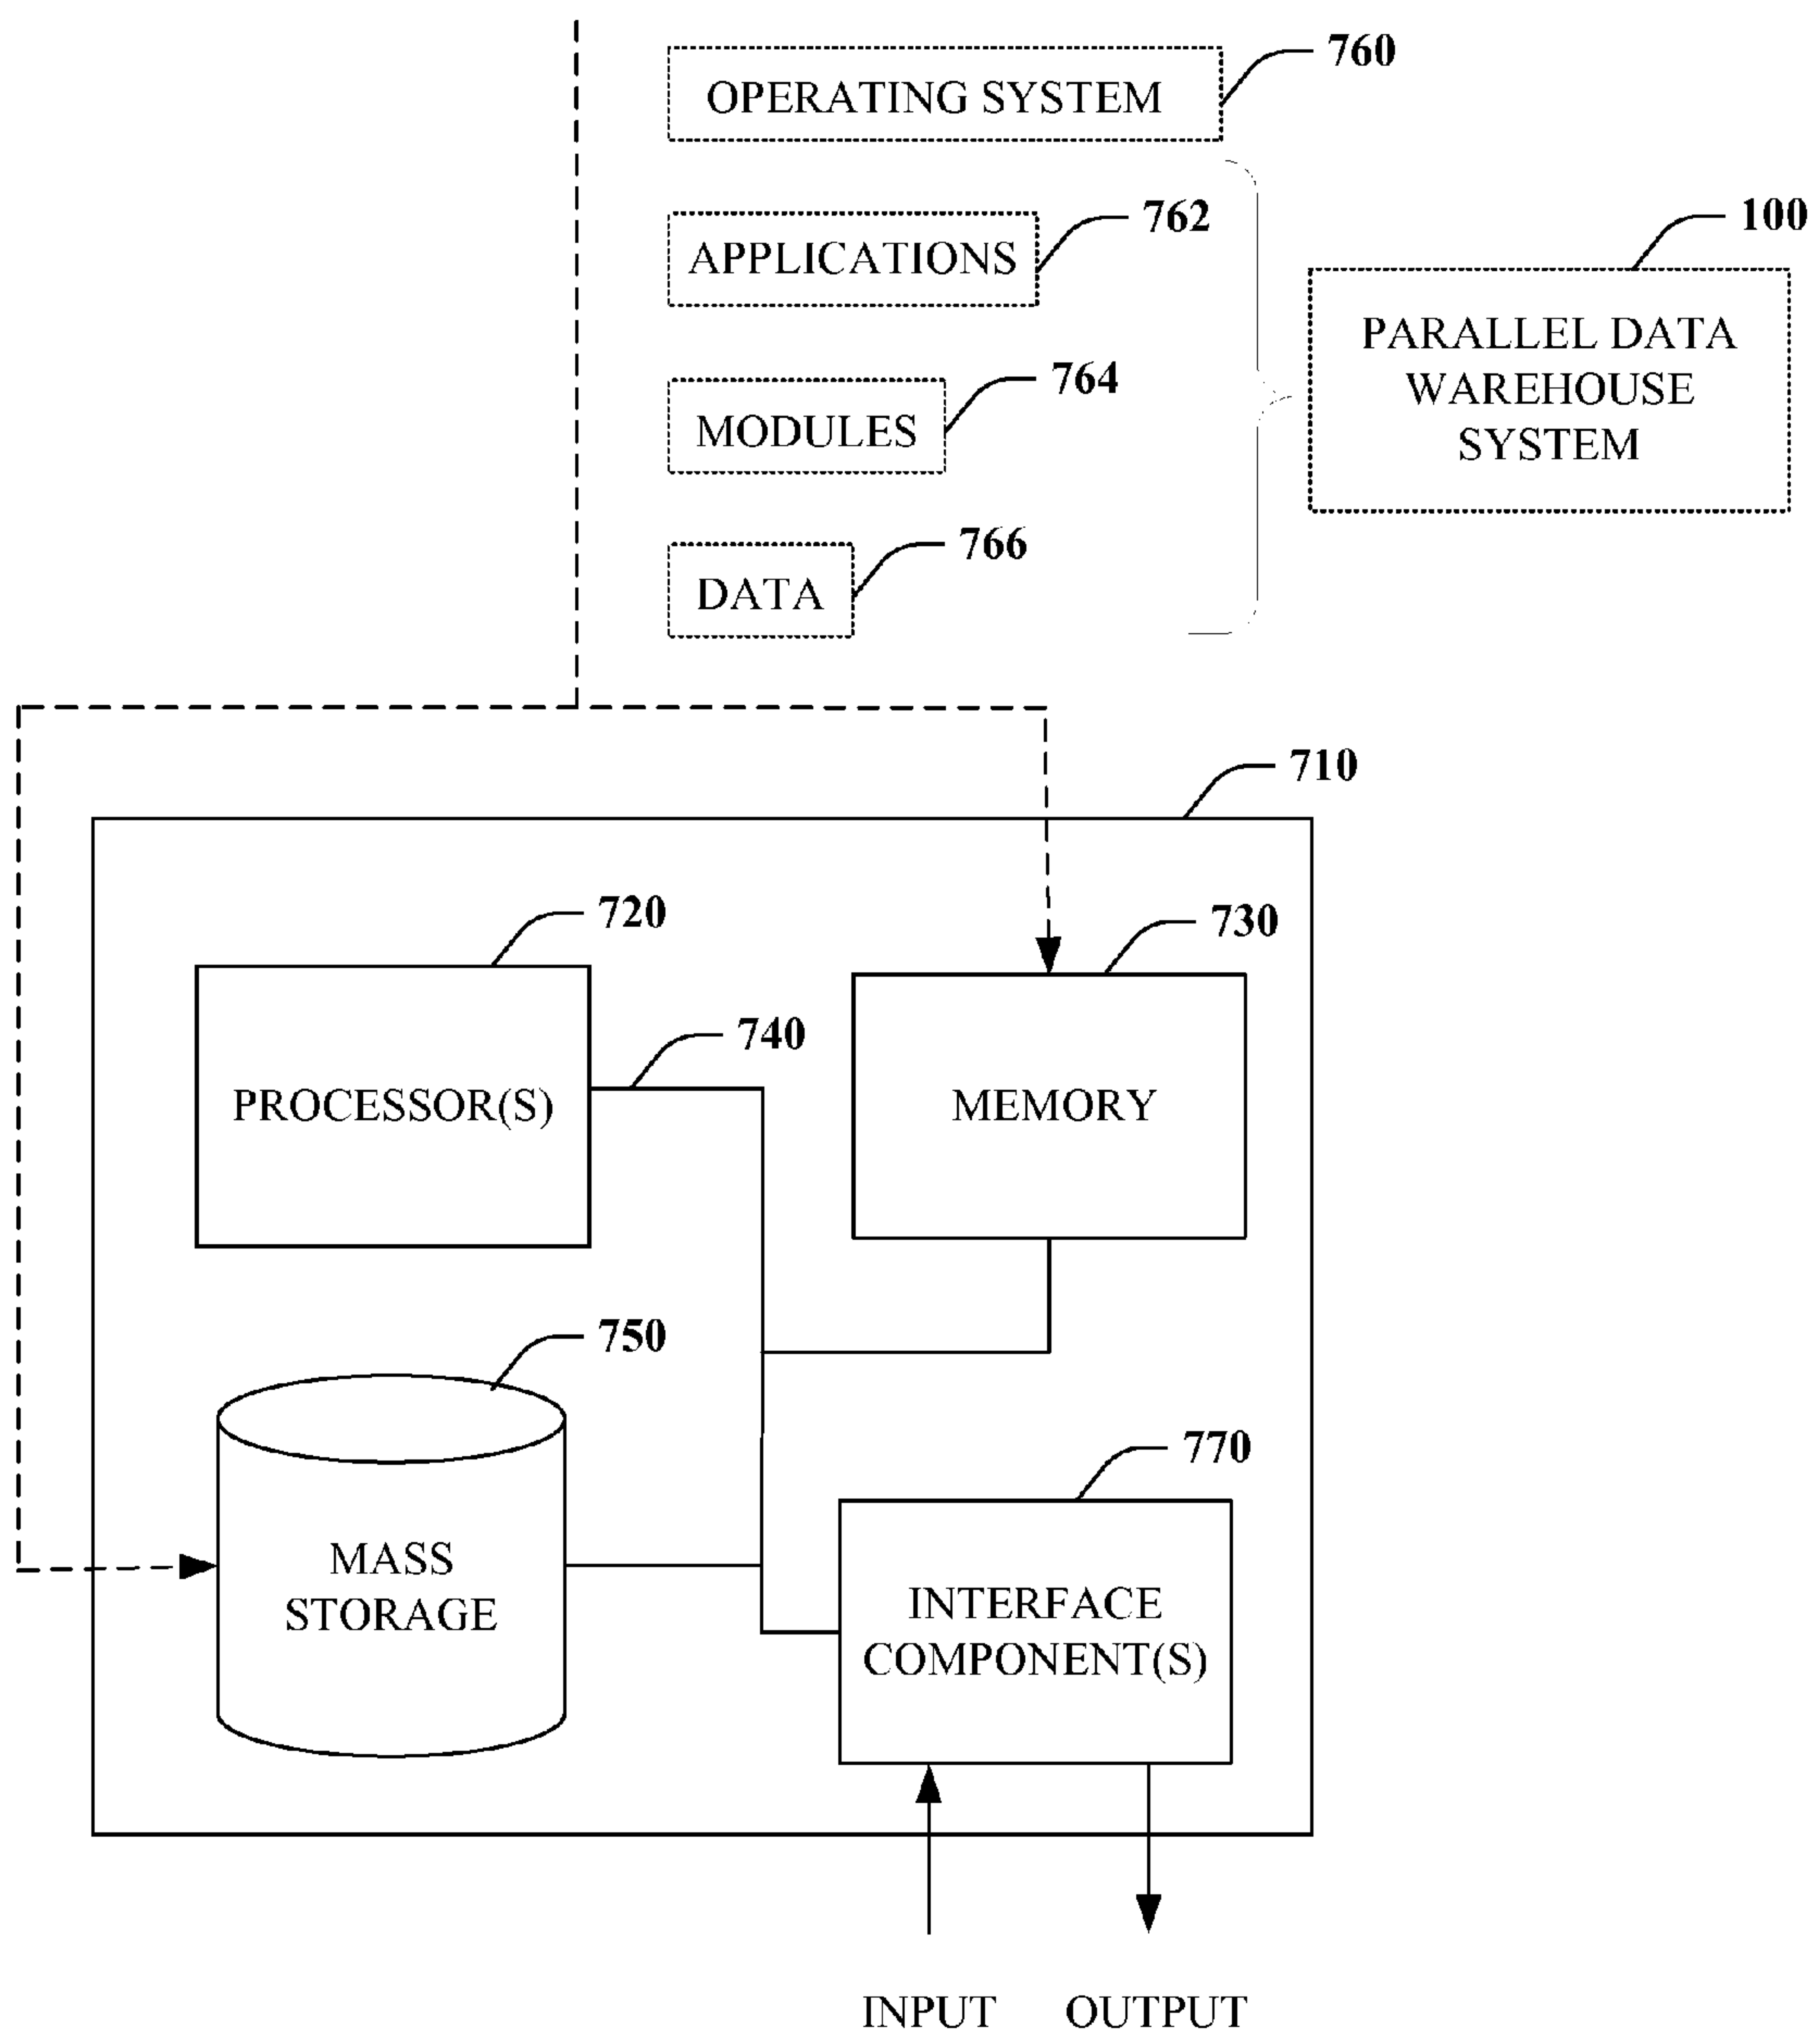 760
OPERATING SYSTEM
762
APPLICATIONS
100
PARALLEL DATA
WAREHOUSE
SYSTEM
764
MODULES
766
DATA
710
720
PROCESSOR(S)
730
MEMORY
740
750
MASS
STORAGE
770
INTERFACE
COMPONENT(S)
INPUT
OUTPUT